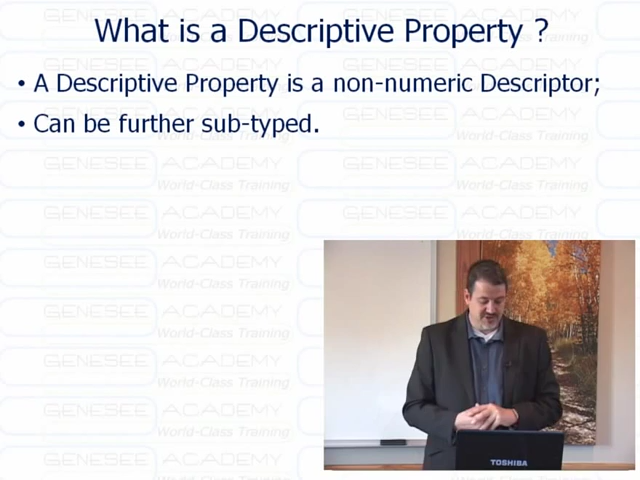 What is a Descriptive Property ?
• A Descriptive Property is a non-numeric Descriptor;
• Can be further sub-typed.
GENESEE ACADEMY
World-Class Training
TOSHIBA